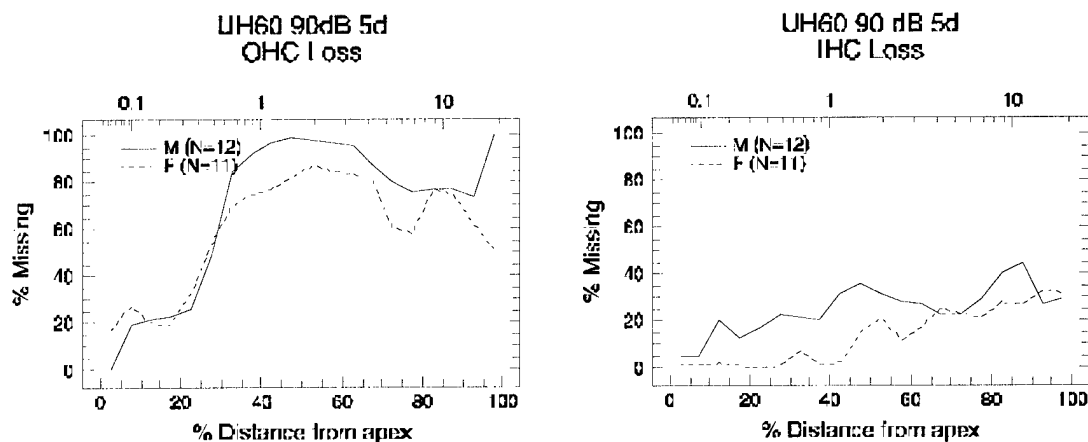 UH60 90dB 5d
OHC Loss
0.1 1 10
100
80
60
40
20
0
M (N=12)
F (N=11)
% Missing
0 20 40 60 80 100
% Distance from apex
UH60 90 dB 5d
IHC Loss
0.1 1 10
100
80
60
40
20
0
M (N=12)
F (N=11)
% Missing
0 20 40 60 80 100
% Distance from apex